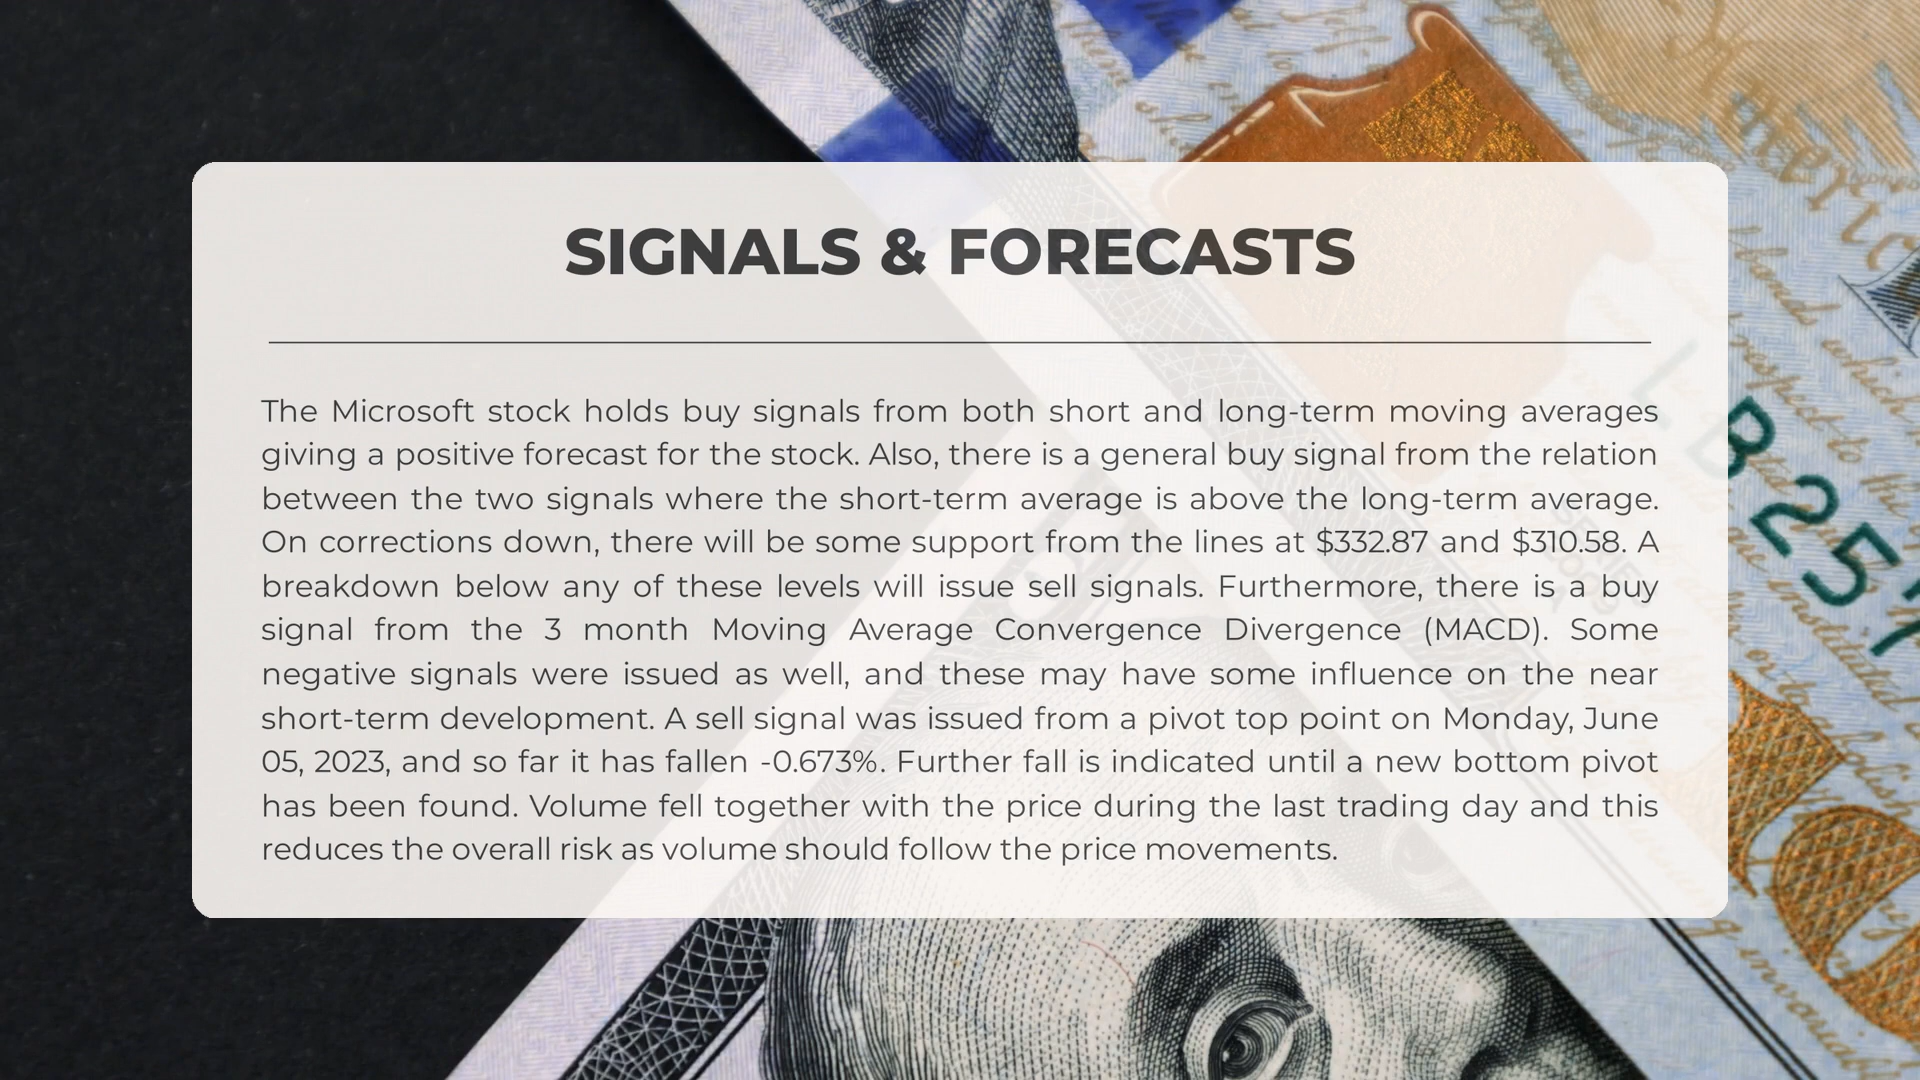 SIGNALS & FORECASTS
The Microsoft stock holds buy signals from both short and long-term moving averages
giving a positive forecast for the stock. Also, there is a general buy signal from the relation
between the two signals where the short-term average is above the long-term average.
On corrections down, there will be some support from the lines at $332.87 and $310.58. A
breakdown below any of these levels will issue sell signals. Furthermore, there is a buy
signal from the 3 month Moving Average Convergence Divergence (MACD). Some
negative signals were issued as well, and these may have some influence on the near
short-term development. A sell signal was issued from a pivot top point on Monday, June
05, 2023, and so far it has fallen -0.673%. Further fall is indicated until a new bottom pivot
has been found. Volume fell together with the price during the last trading day and this
reduces the overall risk as volume should follow the price movements.